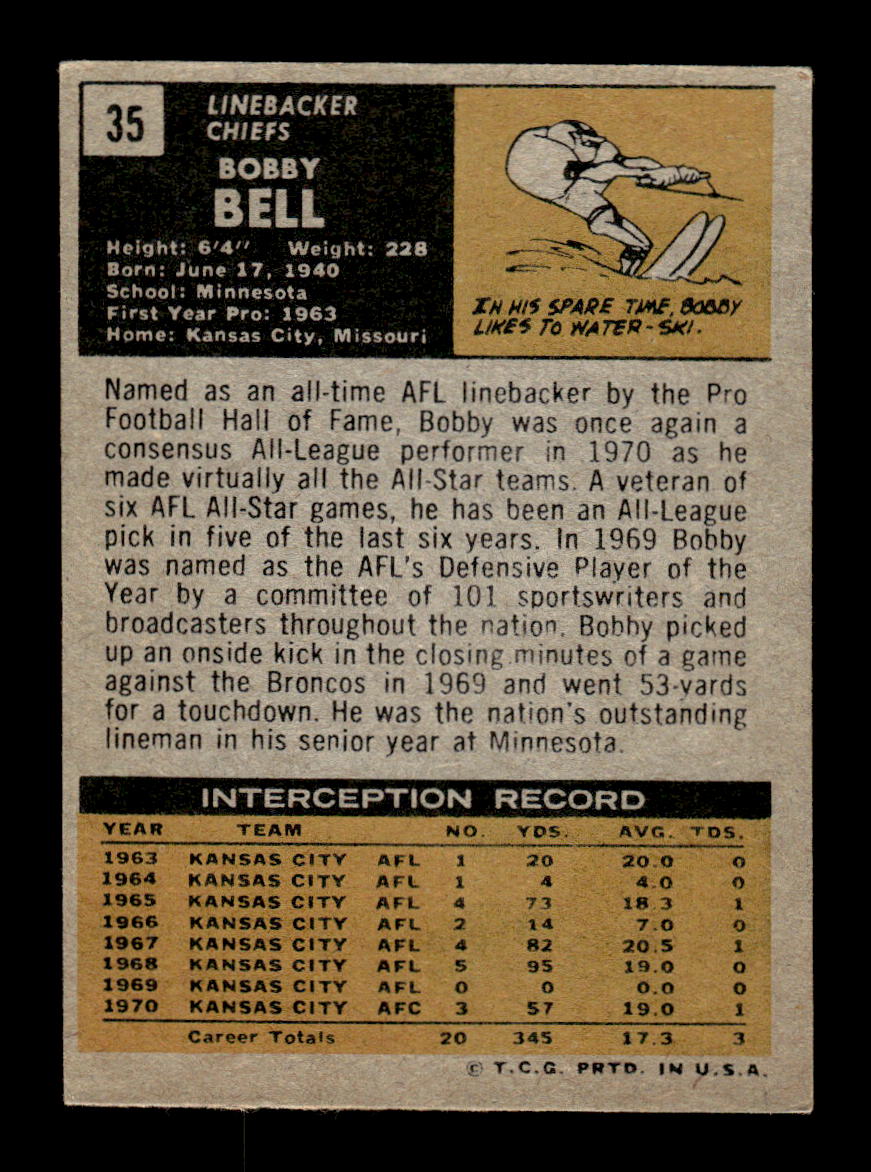 35
LINEBACKER
CHIEFS
BOBBY
BELL
Height: 6'4" Weight: 228
Born: June 17, 1940
School: Minnesota
First Year Pro: 1963
Home: Kansas City, Missouri
IN HIS SPARE TIME, BOBBY
LIKES TO WATER-SKI.
Named as an all-time AFL linebacker by the Pro
Football Hall of Fame, Bobby was once again a
consensus All-League performer in 1970 as he
made virtually all the All-Star teams. A veteran of
six AFL All-Star games, he has been an All-League
pick in five of the last six years. In 1969 Bobby
was named as the AFL's Defensive Player of the
Year by a committee of 101 sportswriters and
broadcasters throughout the nation. Bobby picked
up an onside kick in the closing minutes of a game
against the Broncos in 1969 and went 53-yards
for a touchdown. He was the nation's outstanding
lineman in his senior year at Minnesota.
INTERCEPTION RECORD
YEAR TEAM NO. YDS. AVG. TDS.
1963 KANSAS CITY AFL 1 20 20.0 0
1964 KANSAS CITY AFL 1 4 4.0 0
1965 KANSAS CITY AFL 4 73 18.3 1
1966 KANSAS CITY AFL 2 14 7.0 0
1967 KANSAS CITY AFL 4 82 20.5 1
1968 KANSAS CITY AFL 5 95 19.0 0
1969 KANSAS CITY AFL 0 0 0.0 0
1970 KANSAS CITY AFC 3 57 19.0 1
Career Totals 20 345 17.3 3
© T.C.G. PRTD. IN U.S.A.